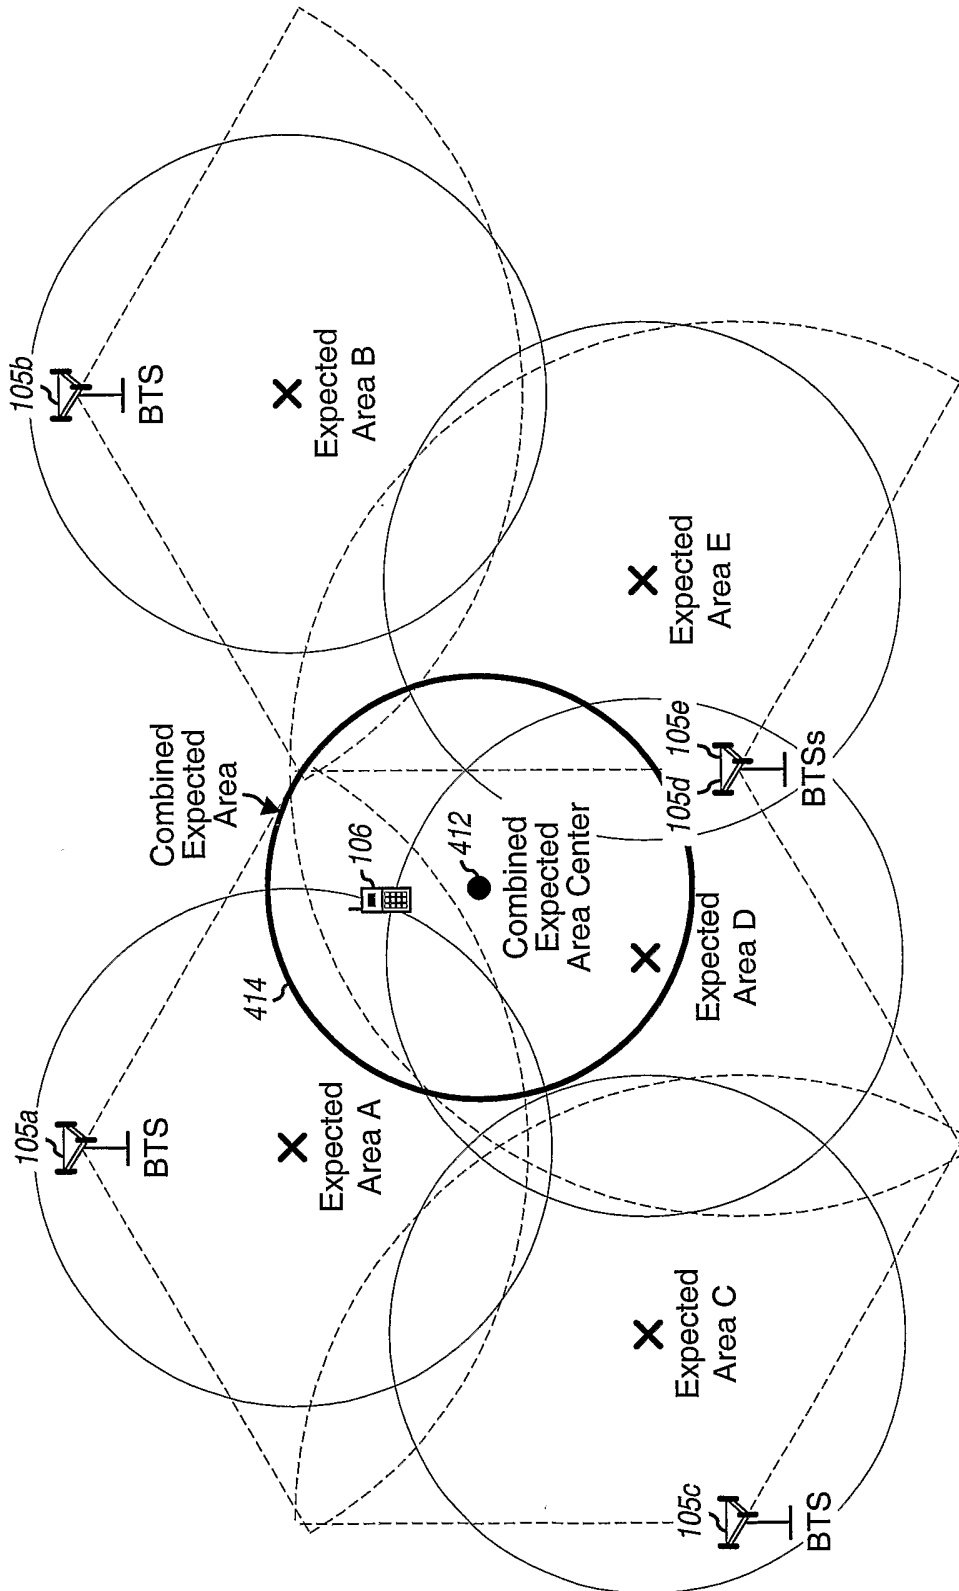 105a
BTS
Expected
Area A
414
Combined
Expected
Area
106
105b
BTS
Expected
Area B
412
Combined
Expected
Area Center
105c
BTS
Expected
Area C
Expected
Area D
105d
105e
BTSs
Expected
Area E